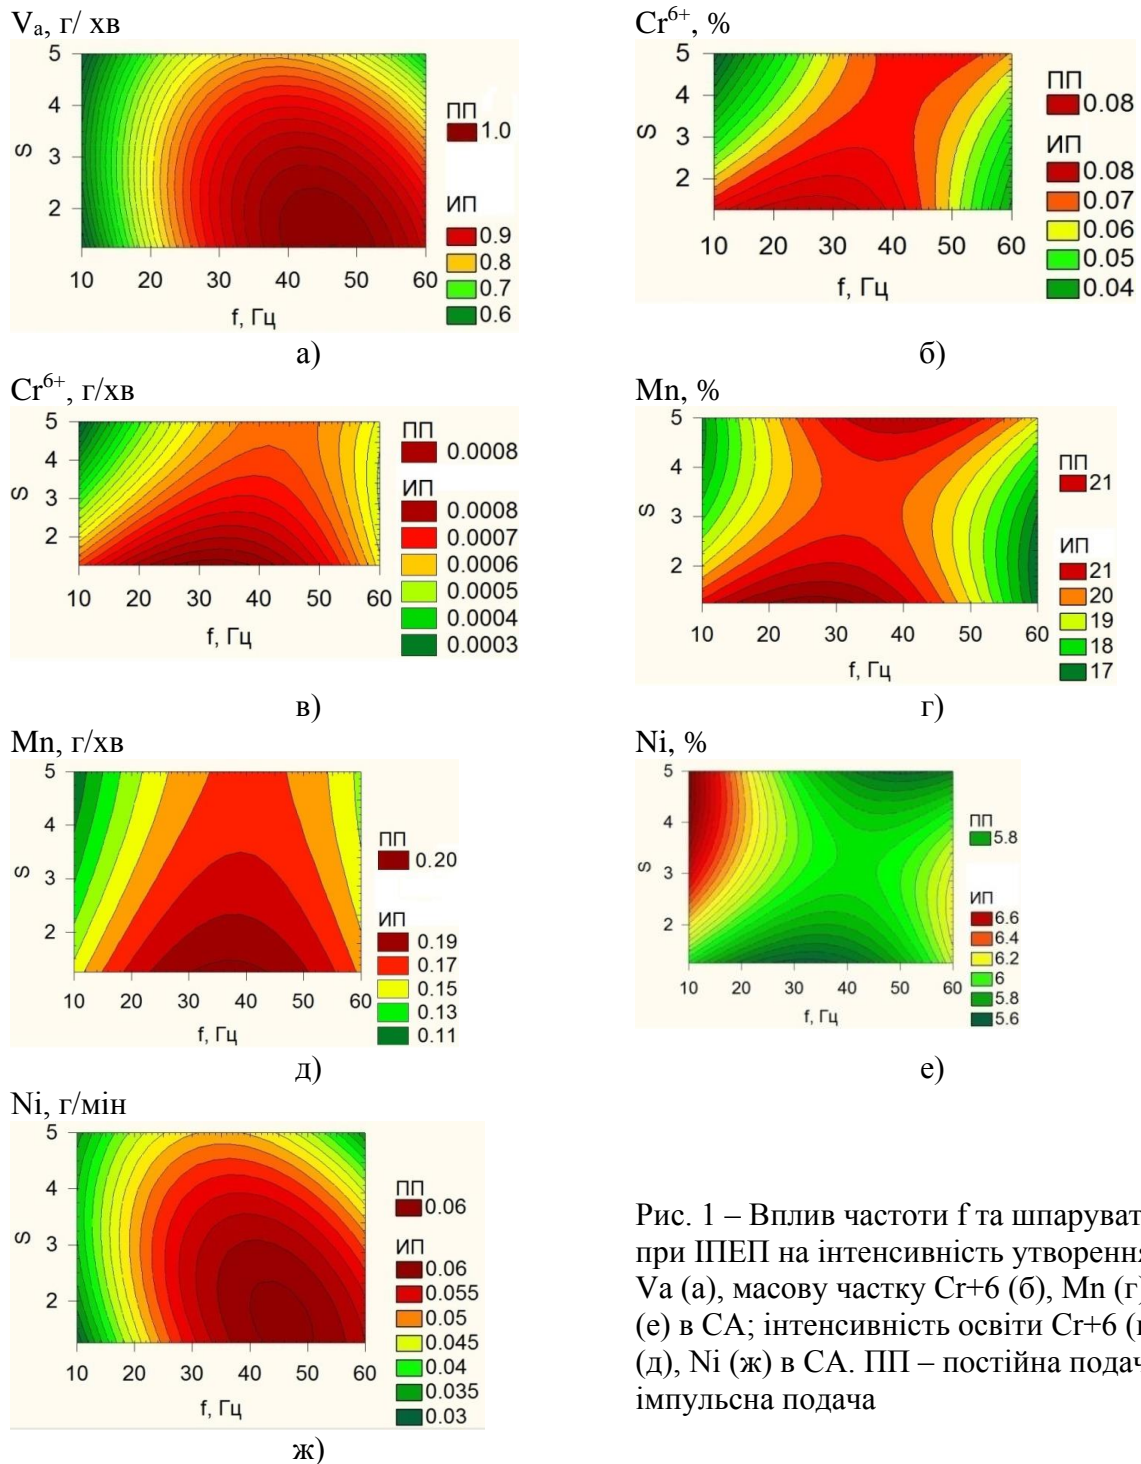 Vₐ, г/ хв
5
4
3
2
S
10 20 30 40 50 60
f, Гц
ПП
1.0
ИП
0.9
0.8
0.7
0.6
а)
Cr⁶⁺, %
5
4
3
2
S
10 20 30 40 50 60
f, Гц
ПП
0.08
ИП
0.08
0.07
0.06
0.05
0.04
б)
Cr⁶⁺, г/хв
5
4
3
2
S
10 20 30 40 50 60
f, Гц
ПП
0.0008
ИП
0.0008
0.0007
0.0006
0.0005
0.0004
0.0003
в)
Mn, %
5
4
3
2
S
10 20 30 40 50 60
f, Гц
ПП
21
ИП
21
20
19
18
17
г)
Mn, г/хв
5
4
3
2
S
10 20 30 40 50 60
f, Гц
ПП
0.20
ИП
0.19
0.17
0.15
0.13
0.11
д)
Ni, %
5
4
3
2
S
10 20 30 40 50 60
f, Гц
ПП
5.8
ИП
6.6
6.4
6.2
6
5.8
5.6
е)
Ni, г/мін
5
4
3
2
S
10 20 30 40 50 60
f, Гц
ПП
0.06
ИП
0.06
0.055
0.05
0.045
0.04
0.035
0.03
ж)
Рис. 1 – Вплив частоти f та шпаруват
при ІПЕП на інтенсивність утворення
Va (а), масову частку Cr+6 (б), Mn (г)
(е) в СА; інтенсивність освіти Cr+6 (
(д), Ni (ж) в СА. ПП – постійна подач
імпульсна подача